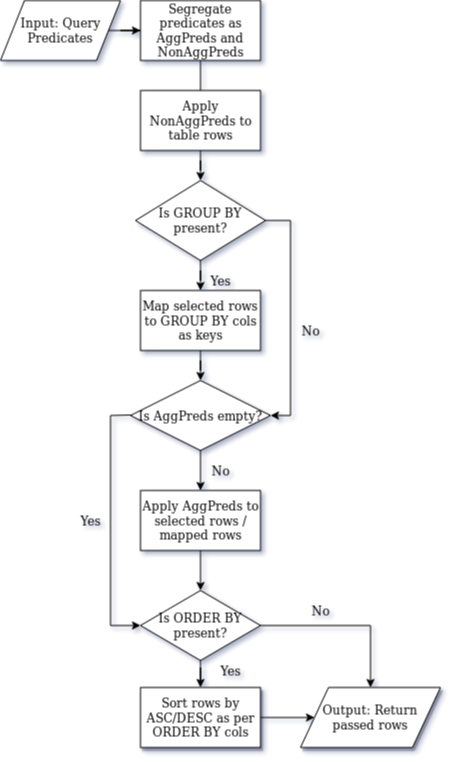 Input: Query
Predicates
Segregate
predicates as
AggPreds and
NonAggPreds
Apply
NonAggPreds to
table rows
Is GROUP BY
present?
Yes
No
Map selected rows
to GROUP BY cols
as keys
Is AggPreds empty?
No
Yes
Apply AggPreds to
selected rows /
mapped rows
Is ORDER BY
present?
No
Yes
Sort rows by
ASC/DESC as per
ORDER BY cols
Output: Return
passed rows